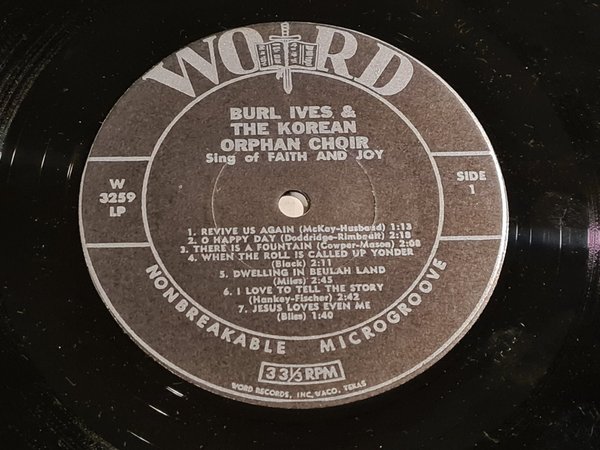 WORD
BURL IVES &
THE KOREAN
ORPHAN CHOIR
Sing of FAITH AND JOY
W
3259
LP
SIDE
1
1. REVIVE US AGAIN (McKay-Husband) 1:13
2. O HAPPY DAY (Doddridge-Rimbault) 2:18
3. THERE IS A FOUNTAIN (Cowper-Mason) 2:08
4. WHEN THE ROLL IS CALLED UP YONDER
(Black) 2:11
5. DWELLING IN BEULAH LAND
(Miles) 2:45
6. I LOVE TO TELL THE STORY
(Hankey-Fischer) 2:42
7. JESUS LOVES EVEN ME
(Bliss) 1:40
NONBREAKABLE MICROGROOVE
33⅓ RPM
WORD RECORDS, INC., WACO, TEXAS